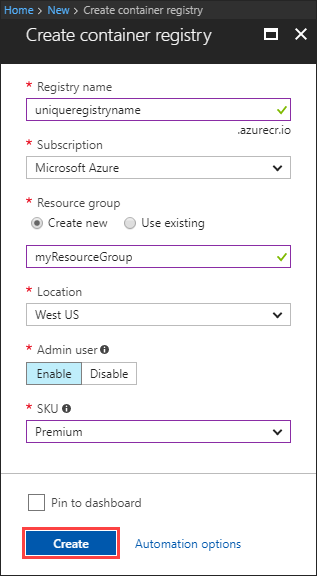 Home > New > Create container registry
Create container registry
* Registry name
uniqueregistryname
.azurecr.io
* Subscription
Microsoft Azure
* Resource group
Create new Use existing
myResourceGroup
* Location
West US
* Admin user
Enable Disable
* SKU
Premium
Pin to dashboard
Create Automation options